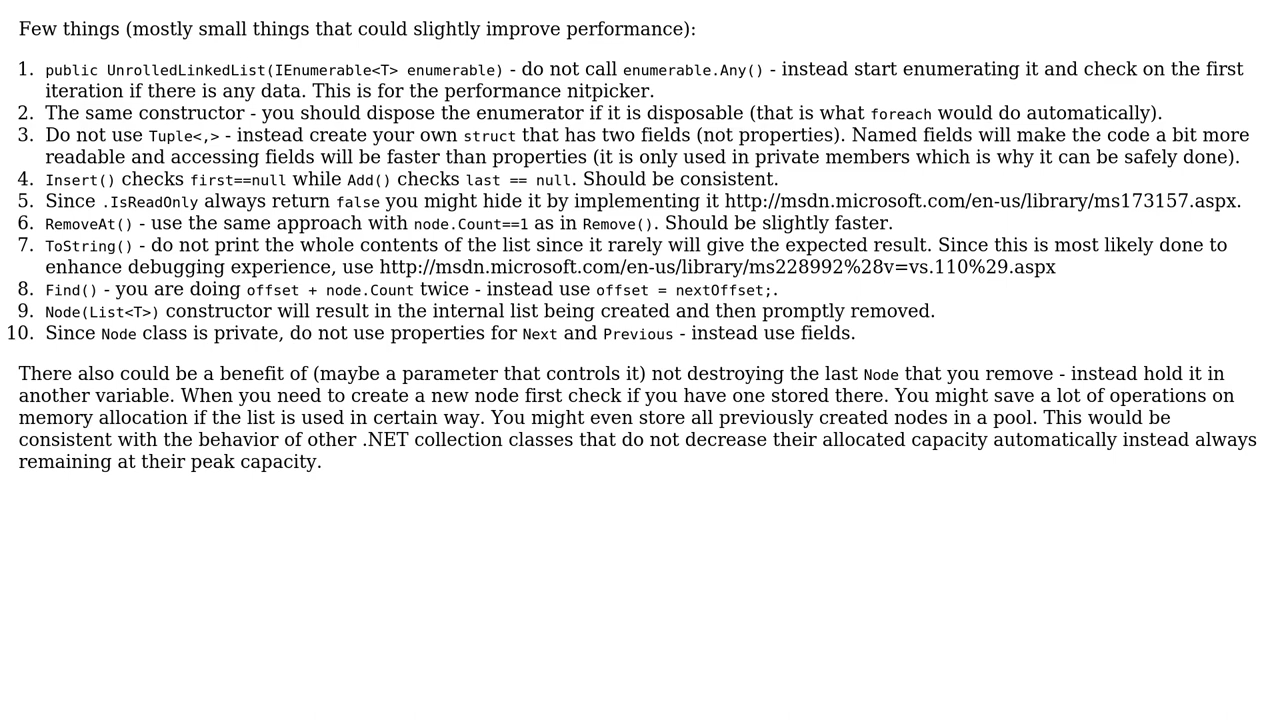 Few things (mostly small things that could slightly improve performance):
1. public UnrolledLinkedList(IEnumerable<T> enumerable) - do not call enumerable.Any() - instead start enumerating it and check on the first
iteration if there is any data. This is for the performance nitpicker.
2. The same constructor - you should dispose the enumerator if it is disposable (that is what foreach would do automatically).
3. Do not use Tuple<,> - instead create your own struct that has two fields (not properties). Named fields will make the code a bit more
readable and accessing fields will be faster than properties (it is only used in private members which is why it can be safely done).
4. Insert() checks first==null while Add() checks last == null. Should be consistent.
5. Since .IsReadOnly always return false you might hide it by implementing it http://msdn.microsoft.com/en-us/library/ms173157.aspx.
6. RemoveAt() - use the same approach with node.Count==1 as in Remove(). Should be slightly faster.
7. ToString() - do not print the whole contents of the list since it rarely will give the expected result. Since this is most likely done to
enhance debugging experience, use http://msdn.microsoft.com/en-us/library/ms228992%28v=vs.110%29.aspx
8. Find() - you are doing offset + node.Count twice - instead use offset = nextOffset;.
9. Node(List<T>) constructor will result in the internal list being created and then promptly removed.
10. Since Node class is private, do not use properties for Next and Previous - instead use fields.
There also could be a benefit of (maybe a parameter that controls it) not destroying the last Node that you remove - instead hold it in
another variable. When you need to create a new node first check if you have one stored there. You might save a lot of operations on
memory allocation if the list is used in certain way. You might even store all previously created nodes in a pool. This would be
consistent with the behavior of other .NET collection classes that do not decrease their allocated capacity automatically instead always
remaining at their peak capacity.